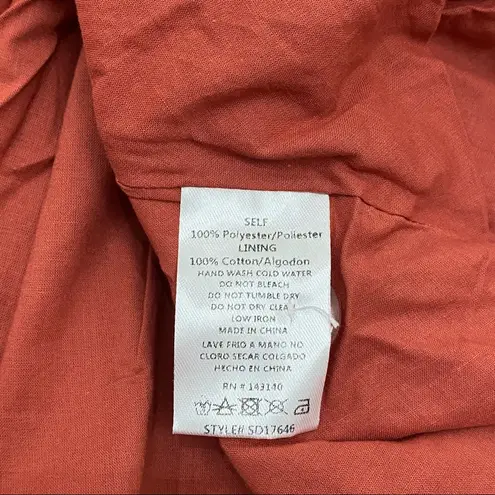 SELF
100% Polyester/Poliester
LINING
100% Cotton/Algodon
HAND WASH COLD WATER
DO NOT BLEACH
DO NOT TUMBLE DRY
DO NOT DRY CLEA
LOW IRON
MADE IN CHINA
LAVE FRIO A MANO NO
CLORO SECAR COLGADO
HECHO EN CHINA
RN # 143140
STYLE# SD17646